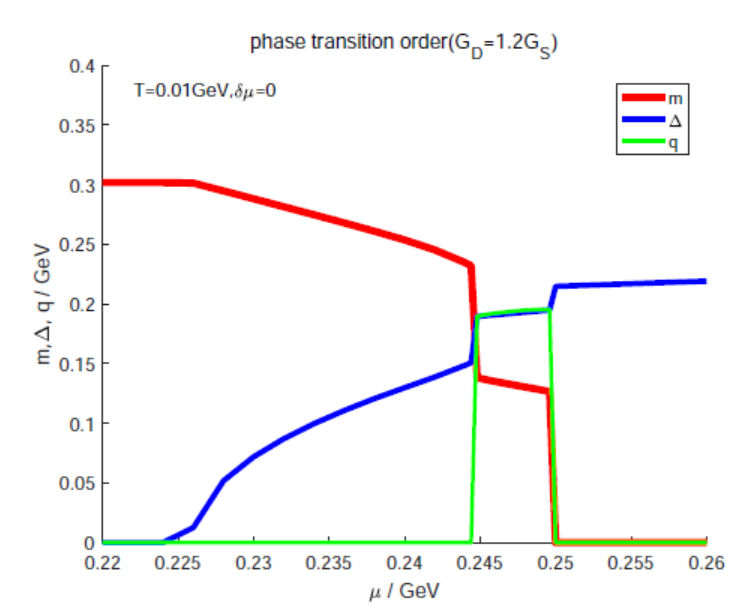 phase transition order(G_D=1.2G_S)
T=0.01GeV,δμ=0
m
Δ
q
m,Δ, q / GeV
0.4
0.35
0.3
0.25
0.2
0.15
0.1
0.05
0
0.22 0.225 0.23 0.235 0.24 0.245 0.25 0.255 0.26
μ / GeV